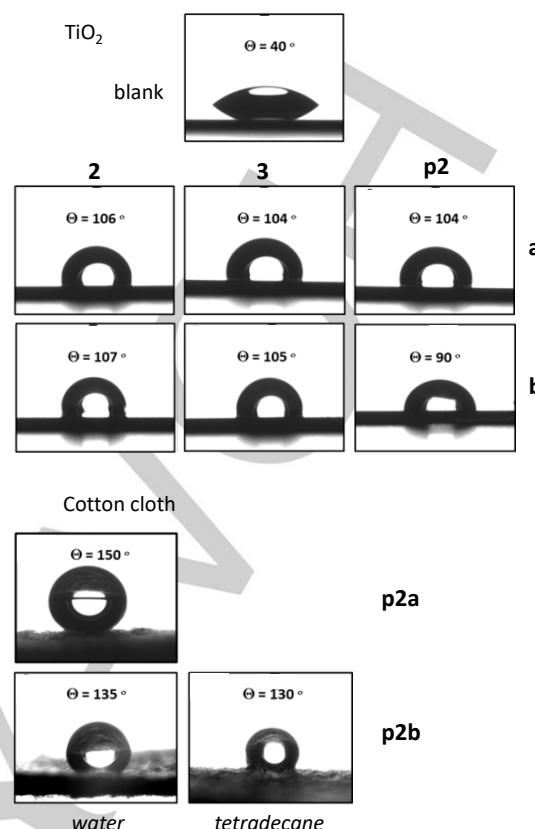 TiO₂
blank
Θ = 40 °
2 3 p2
Θ = 106 ° Θ = 104 ° Θ = 104 °
a
Θ = 107 ° Θ = 105 ° Θ = 90 °
b
Cotton cloth
Θ = 150 °
p2a
Θ = 135 ° Θ = 130 °
p2b
water tetradecane